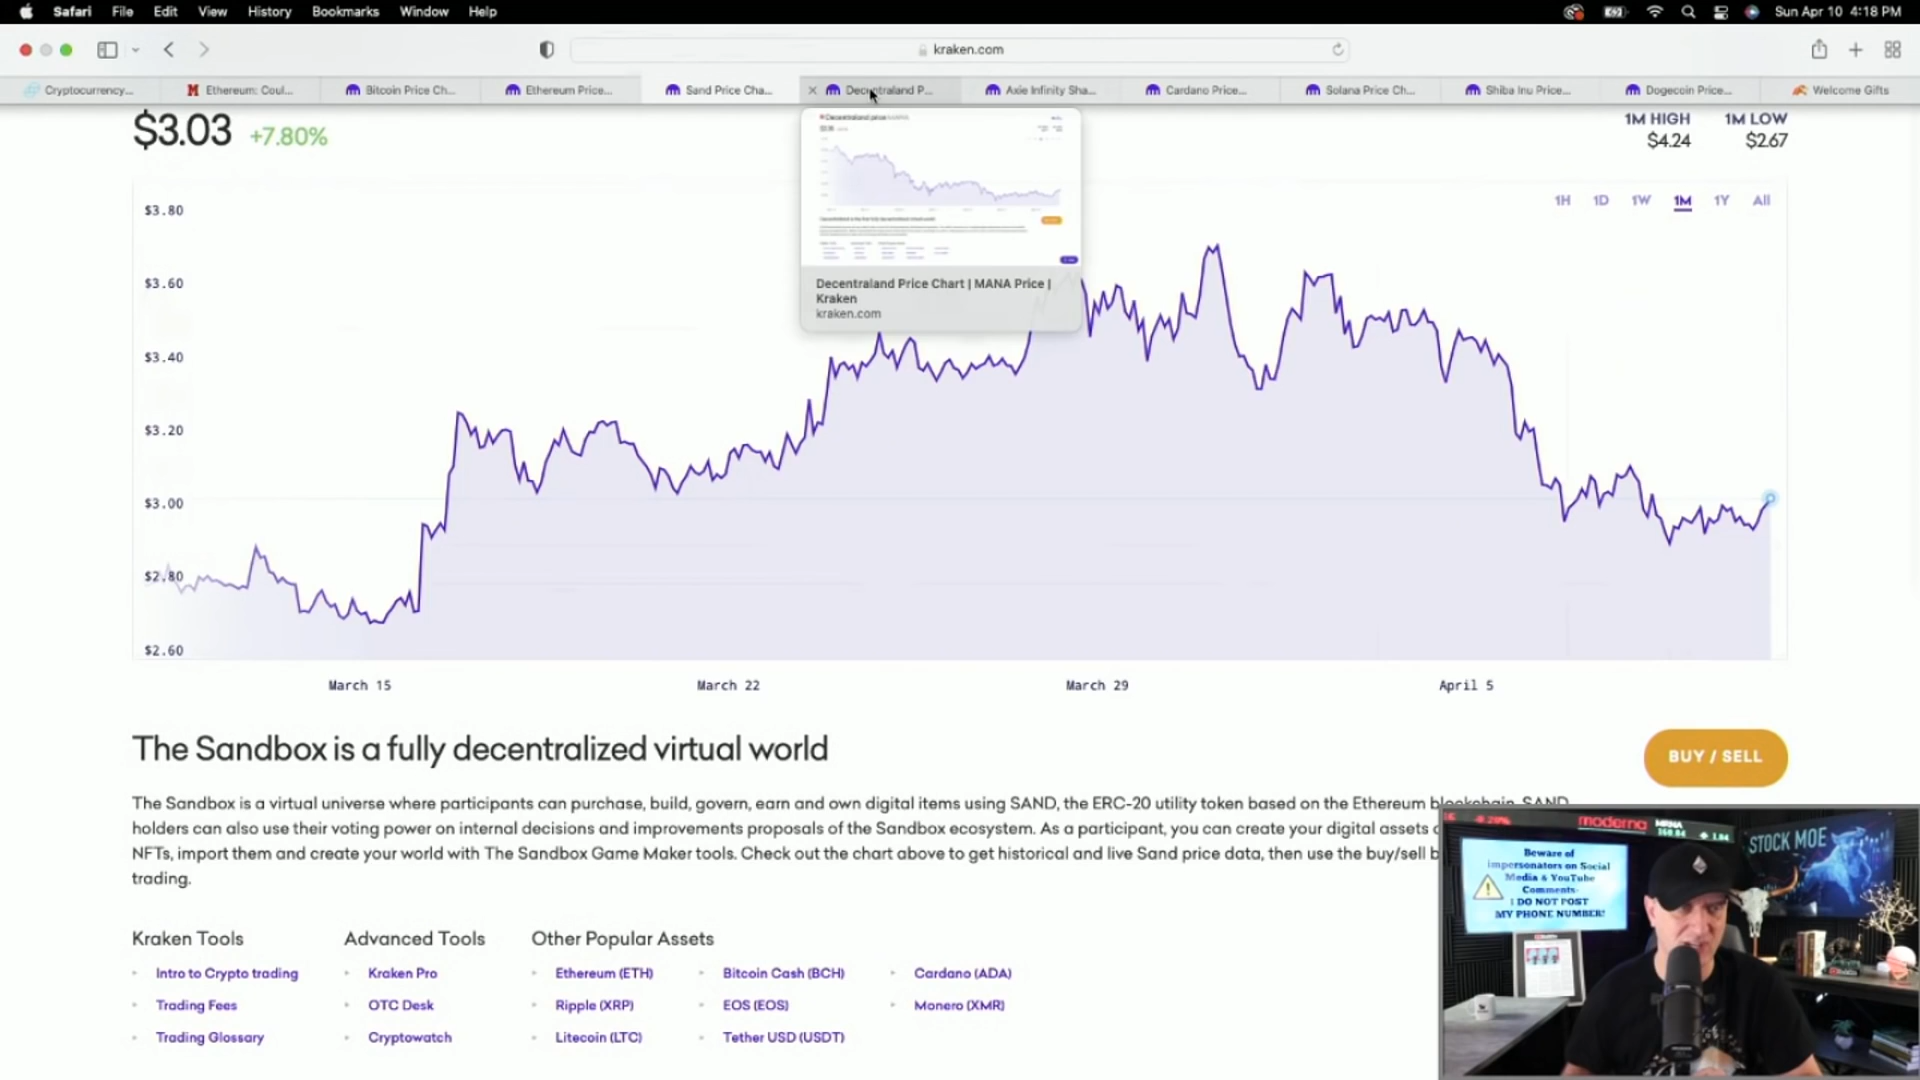 Safari File Edit View History Bookmarks Window Help
Sun Apr 10 4:18 PM
kraken.com
Cryptocurrency...
Ethereum: Coul...
Bitcoin Price Ch...
Ethereum Price...
Sand Price Cha...
Decentraland P...
Axie Infinity Sha...
Cardano Price...
Solana Price Ch...
Shiba Inu Price...
Dogecoin Price...
Welcome Gifts
$3.03 +7.80%
1M HIGH 1M LOW
$4.24 $2.67
1H 1D 1W 1M 1Y All
Decentraland price
Decentraland Price Chart | MANA Price |
Kraken
kraken.com
$3.80
$3.60
$3.40
$3.20
$3.00
$2.80
$2.60
March 15 March 22 March 29 April 5
The Sandbox is a fully decentralized virtual world
BUY / SELL
The Sandbox is a virtual universe where participants can purchase, build, govern, earn and own digital items using SAND, the ERC-20 utility token based on the Ethereum blockchain. SAND
holders can also use their voting power on internal decisions and improvements proposals of the Sandbox ecosystem. As a participant, you can create your digital assets
NFTs, import them and create your world with The Sandbox Game Maker tools. Check out the chart above to get historical and live Sand price data, then use the buy/sell
trading.
Kraken Tools
Intro to Crypto trading
Trading Fees
Trading Glossary
Advanced Tools
Kraken Pro
OTC Desk
Cryptowatch
Other Popular Assets
Ethereum (ETH) Bitcoin Cash (BCH) Cardano (ADA)
Ripple (XRP) EOS (EOS) Monero (XMR)
Litecoin (LTC) Tether USD (USDT)
moderna MRNA
160.84 1.84
STOCK MOE
Beware of
impersonators on Social
Media & YouTube
Comments-
I DO NOT POST
MY PHONE NUMBER!